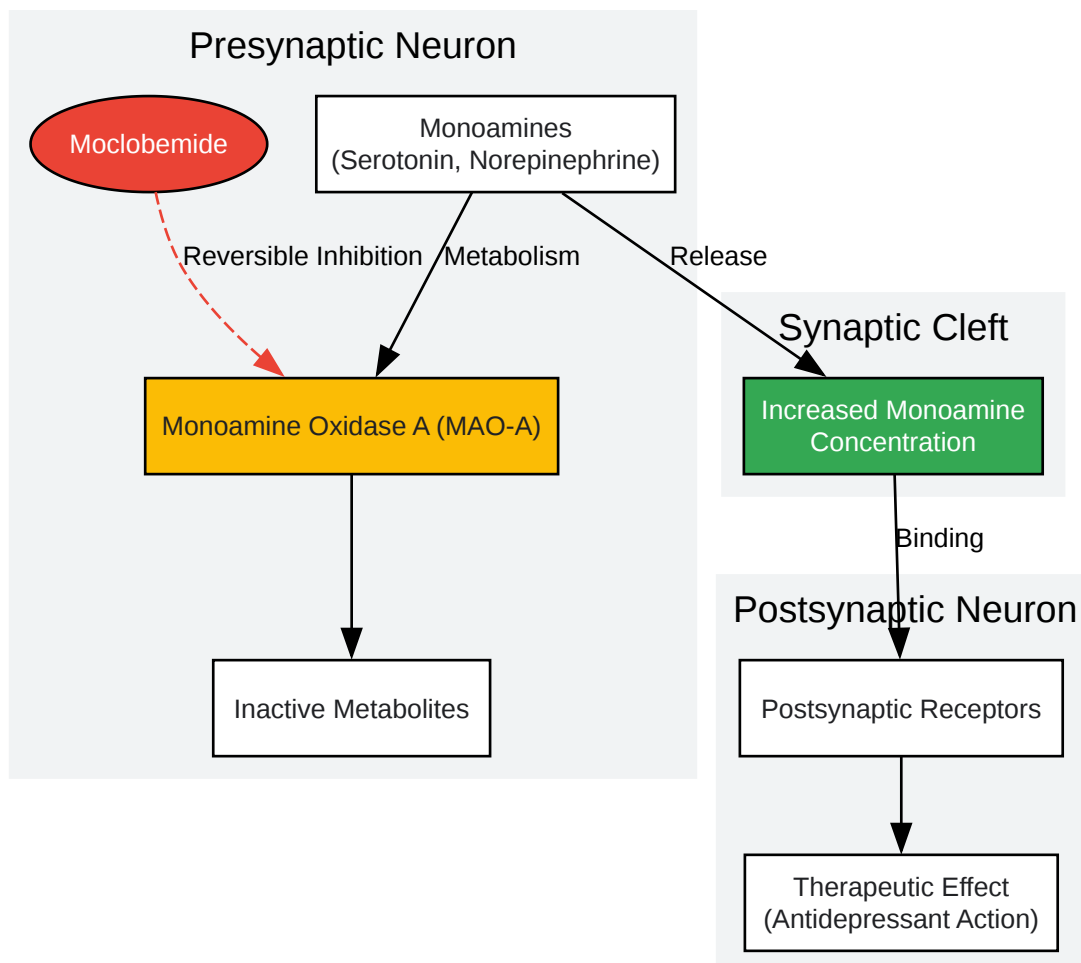 Presynaptic Neuron
Moclobemide
Monoamines
(Serotonin, Norepinephrine)
Reversible Inhibition
Metabolism
Release
Synaptic Cleft
Monoamine Oxidase A (MAO-A)
Increased Monoamine
Concentration
Binding
Postsynaptic Neuron
Inactive Metabolites
Postsynaptic Receptors
Therapeutic Effect
(Antidepressant Action)